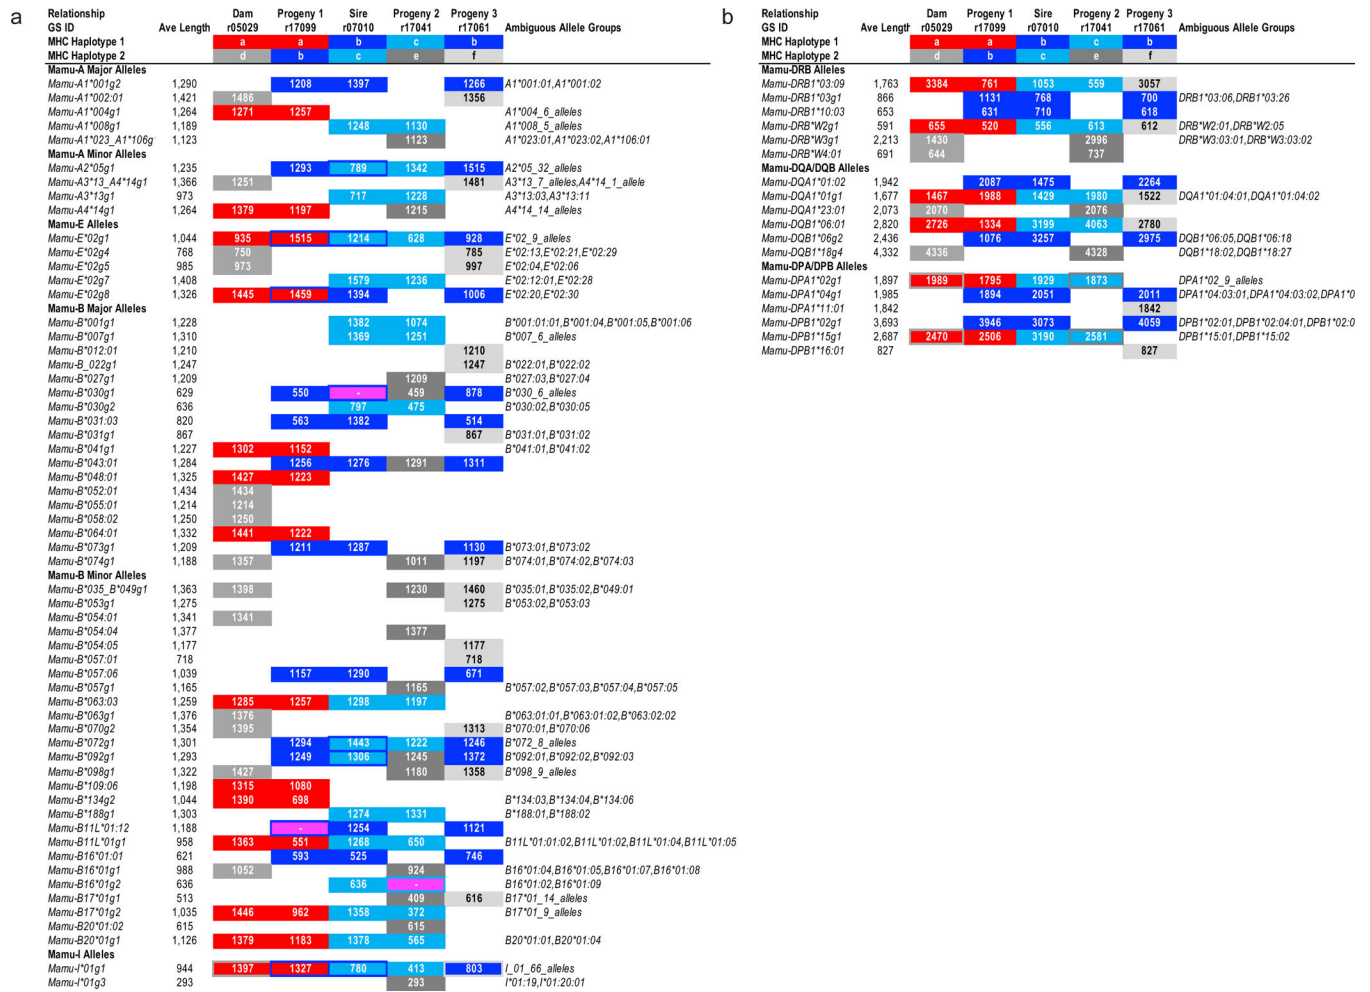 a
Relationship Dam Progeny 1 Sire Progeny 2 Progeny 3
GS ID Ave Length r05029 r17099 r07010 r17041 r17061 Ambiguous Allele Groups
MHC Haplotype 1 a a b c b
MHC Haplotype 2 d b c e f
Mamu-A Major Alleles
Mamu-A1*001g2 1,290 1208 1397 1266 A1*001:01,A1*001:02
Mamu-A1*002:01 1,421 1486 1356
Mamu-A1*004g1 1,264 1271 1257 A1*004_6_alleles
Mamu-A1*008g1 1,189 1248 1130 A1*008_5_alleles
Mamu-A1*023_A1*106g 1,123 1123 A1*023:01,A1*023:02,A1*106:01
Mamu-A Minor Alleles
Mamu-A2*05g1 1,235 1293 789 1342 1515 A2*05_32_alleles
Mamu-A3*13_A4*14g1 1,366 1251 1481 A3*13_7_alleles,A4*14_1_allele
Mamu-A3*13g1 973 717 1228 A3*13:03,A3*13:11
Mamu-A4*14g1 1,264 1379 1197 1215 A4*14_14_alleles
Mamu-E Alleles
Mamu-E*02g1 1,044 935 1515 1214 628 928 E*02_9_alleles
Mamu-E*02g4 768 750 785 E*02:13,E*02:21,E*02:29
Mamu-E*02g5 985 973 997 E*02:04,E*02:06
Mamu-E*02g7 1,408 1579 1236 E*02:12:01,E*02:28
Mamu-E*02g8 1,326 1445 1459 1394 1006 E*02:20,E*02:30
Mamu-B Major Alleles
Mamu-B*001g1 1,228 1382 1074 B*001:01:01,B*001:04,B*001:05,B*001:06
Mamu-B*007g1 1,310 1369 1251 B*007_6_alleles
Mamu-B*012:01 1,210 1210
Mamu-B_022g1 1,247 1247 B*022:01,B*022:02
Mamu-B*027g1 1,209 1209 B*027:03,B*027:04
Mamu-B*030g1 629 550 - 459 878 B*030_6_alleles
Mamu-B*030g2 636 797 475 B*030:02,B*030:05
Mamu-B*031:03 820 563 1382 514
Mamu-B*031g1 867 867 B*031:01,B*031:02
Mamu-B*041g1 1,227 1302 1152 B*041:01,B*041:02
Mamu-B*043:01 1,284 1256 1276 1291 1311
Mamu-B*048:01 1,325 1427 1223
Mamu-B*052:01 1,434 1434
Mamu-B*055:01 1,214 1214
Mamu-B*058:02 1,250 1250
Mamu-B*064:01 1,332 1441 1222
Mamu-B*073g1 1,209 1211 1287 1130 B*073:01,B*073:02
Mamu-B*074g1 1,188 1357 1011 1197 B*074:01,B*074:02,B*074:03
Mamu-B Minor Alleles
Mamu-B*035_B*049g1 1,363 1398 1230 1460 B*035:01,B*035:02,B*049:01
Mamu-B*053g1 1,275 1275 B*053:02,B*053:03
Mamu-B*054:01 1,341 1341
Mamu-B*054:04 1,377 1377
Mamu-B*054:05 1,177 1177
Mamu-B*057:01 718 718
Mamu-B*057:06 1,039 1157 1290 671
Mamu-B*057g1 1,165 1165 B*057:02,B*057:03,B*057:04,B*057:05
Mamu-B*063:03 1,259 1285 1257 1298 1197
Mamu-B*063g1 1,376 1376 B*063:01:01,B*063:01:02,B*063:02:02
Mamu-B*070g2 1,354 1395 1313 B*070:01,B*070:06
Mamu-B*072g1 1,301 1294 1443 1222 1246 B*072_8_alleles
Mamu-B*092g1 1,293 1249 1306 1245 1372 B*092:01,B*092:02,B*092:03
Mamu-B*098g1 1,322 1427 1180 1358 B*098_9_alleles
Mamu-B*109:06 1,198 1315 1080
Mamu-B*134g2 1,044 1390 698 B*134:03,B*134:04,B*134:06
Mamu-B*188g1 1,303 1274 1331 B*188:01,B*188:02
Mamu-B11L*01:12 1,188 - 1254 1121
Mamu-B11L*01g1 958 1363 551 1268 650 B11L*01:01:02,B11L*01:02,B11L*01:04,B11L*01:05
Mamu-B16*01:01 621 593 525 746
Mamu-B16*01g1 988 1052 924 B16*01:04,B16*01:05,B16*01:07,B16*01:08
Mamu-B16*01g2 636 636 - B16*01:02,B16*01:09
Mamu-B17*01g1 513 409 616 B17*01_14_alleles
Mamu-B17*01g2 1,035 1446 962 1358 372 B17*01_9_alleles
Mamu-B20*01:02 615 615
Mamu-B20*01g1 1,126 1379 1183 1378 565 B20*01:01,B20*01:04
Mamu-I Alleles
Mamu-I*01g1 944 1397 1327 780 413 803 I_01_66_alleles
Mamu-I*01g3 293 293 I*01:19,I*01:20:01
b
Relationship Dam Progeny 1 Sire Progeny 2 Progeny 3
GS ID Ave Length r05029 r17099 r07010 r17041 r17061 Ambiguous Allele Groups
MHC Haplotype 1 a a b c b
MHC Haplotype 2 d b c e f
Mamu-DRB Alleles
Mamu-DRB1*03:09 1,763 3384 761 1053 559 3057
Mamu-DRB1*03g1 866 1131 768 700 DRB1*03:06,DRB1*03:26
Mamu-DRB1*10:03 653 631 710 618
Mamu-DRB*W2g1 591 655 520 556 613 612 DRB*W2:01,DRB*W2:05
Mamu-DRB*W3g1 2,213 1430 2996 DRB*W3:03:01,DRB*W3:03:02
Mamu-DRB*W4:01 691 644 737
Mamu-DQA/DQB Alleles
Mamu-DQA1*01:02 1,942 2087 1475 2264
Mamu-DQA1*01g1 1,677 1467 1988 1429 1980 1522 DQA1*01:04:01,DQA1*01:04:02
Mamu-DQA1*23:01 2,073 2070 2076
Mamu-DQB1*06:01 2,820 2726 1334 3199 4063 2780
Mamu-DQB1*06g2 2,436 1076 3257 2975 DQB1*06:05,DQB1*06:18
Mamu-DQB1*18g4 4,332 4336 4328 DQB1*18:02,DQB1*18:27
Mamu-DPA/DPB Alleles
Mamu-DPA1*02g1 1,897 1989 1795 1929 1873 DPA1*02_9_alleles
Mamu-DPA1*04g1 1,985 1894 2051 2011 DPA1*04:03:01,DPA1*04:03:02,DPA1*0
Mamu-DPA1*11:01 1,842 1842
Mamu-DPB1*02g1 3,693 3946 3073 4059 DPB1*02:01,DPB1*02:04:01,DPB1*02:0
Mamu-DPB1*15g1 2,687 2470 2506 3190 2581 DPB1*15:01,DPB1*15:02
Mamu-DPB1*16:01 827 827